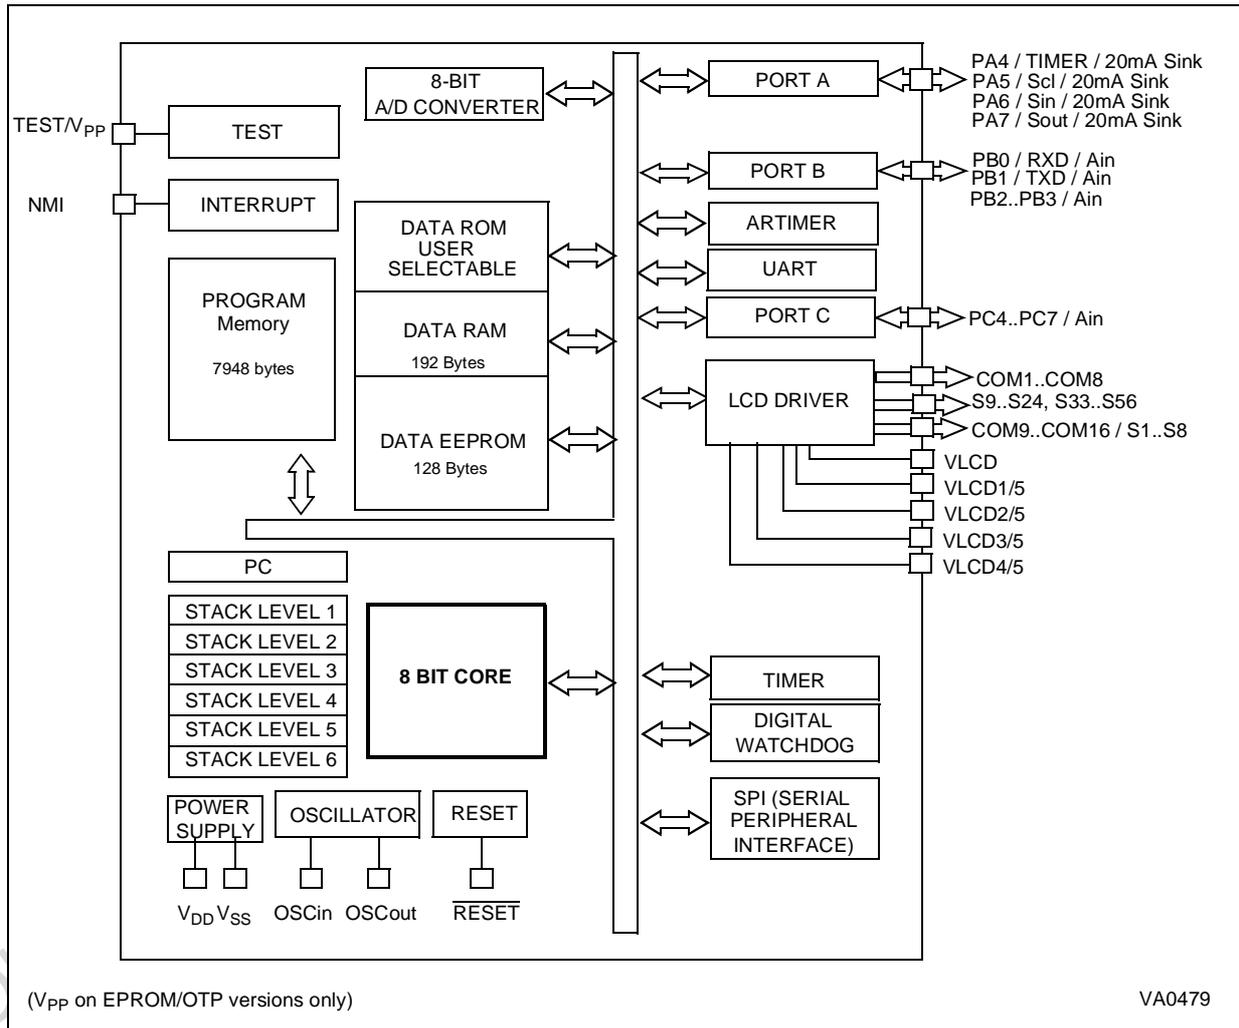 8-BIT
A/D CONVERTER
PORT A
PA4 / TIMER / 20mA Sink
PA5 / Scl / 20mA Sink
PA6 / Sin / 20mA Sink
PA7 / Sout / 20mA Sink
TEST/VPP
TEST
PORT B
PB0 / RXD / Ain
PB1 / TXD / Ain
PB2..PB3 / Ain
NMI
INTERRUPT
DATA ROM
USER
SELECTABLE
ARTIMER
UART
PROGRAM
Memory
7948 bytes
DATA RAM
192 Bytes
PORT C
PC4..PC7 / Ain
LCD DRIVER
COM1..COM8
S9..S24, S33..S56
COM9..COM16 / S1..S8
DATA EEPROM
128 Bytes
VLCD
VLCD1/5
VLCD2/5
VLCD3/5
VLCD4/5
PC
STACK LEVEL 1
STACK LEVEL 2
STACK LEVEL 3
STACK LEVEL 4
STACK LEVEL 5
STACK LEVEL 6
8 BIT CORE
TIMER
DIGITAL
WATCHDOG
SPI (SERIAL
PERIPHERAL
INTERFACE)
POWER
SUPPLY
OSCILLATOR
RESET
VDD VSS
OSCin OSCout
RESET
(VPP on EPROM/OTP versions only)
VA0479